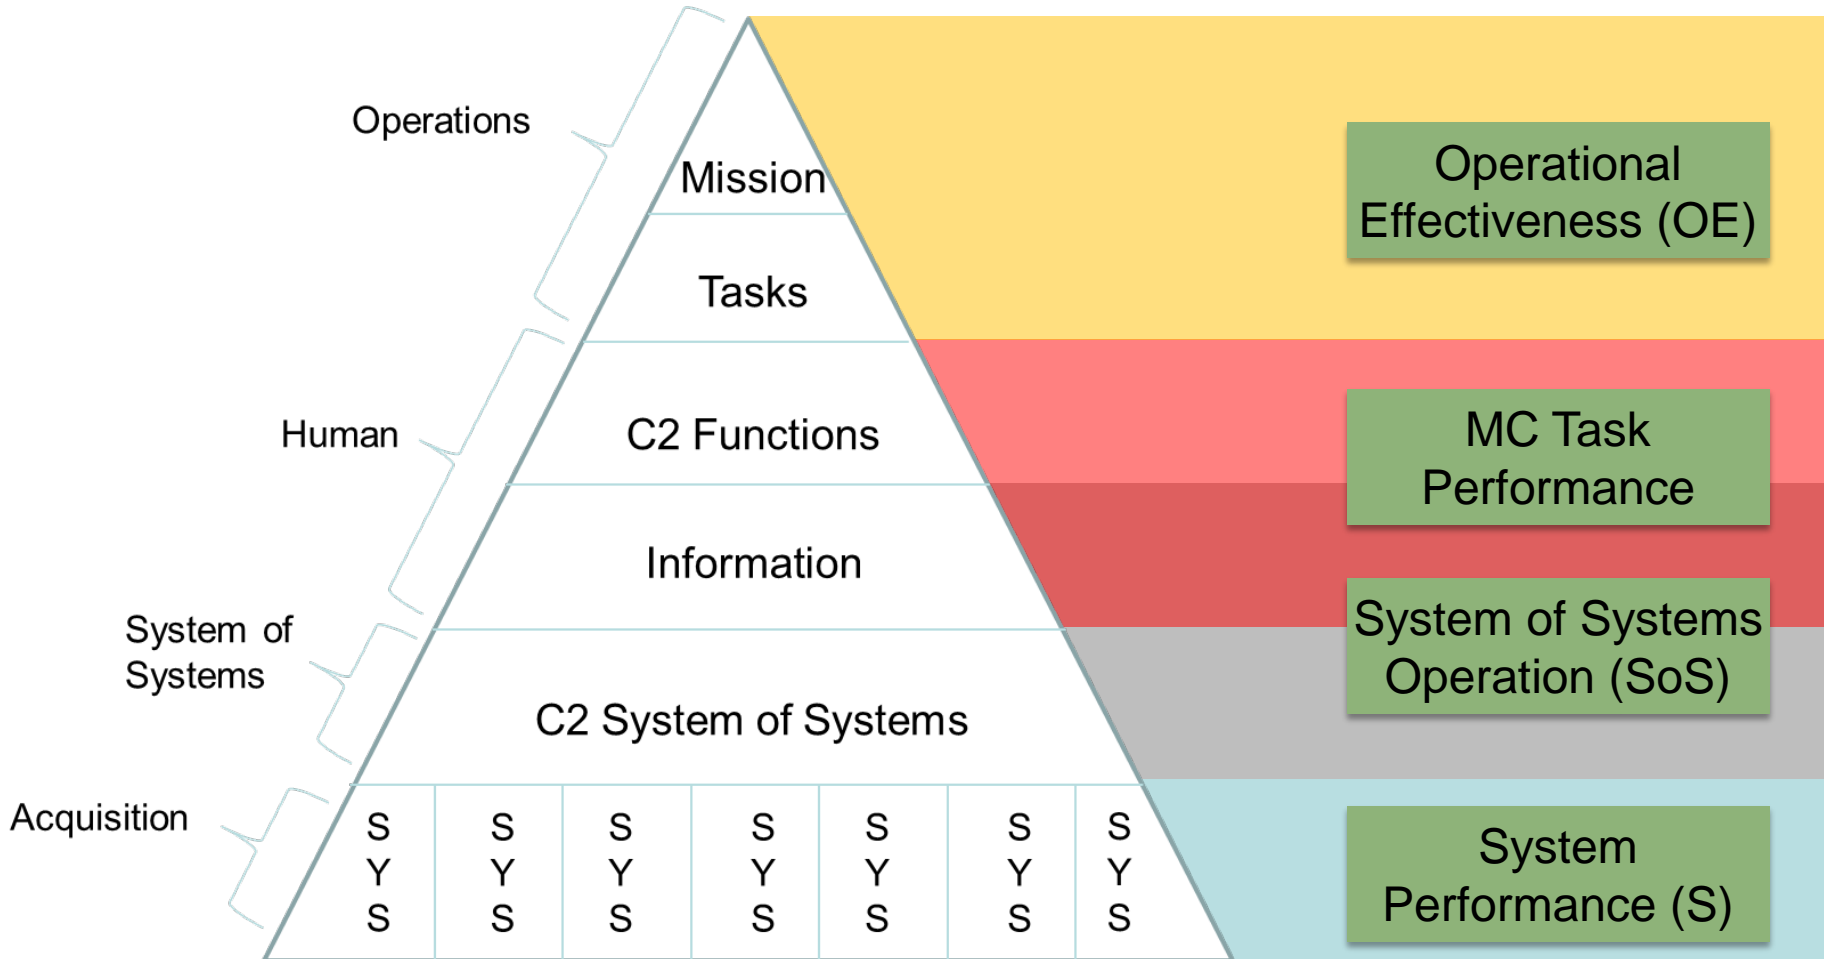 Operations
Mission
Operational
Effectiveness (OE)
Tasks
Human
C2 Functions
MC Task
Performance
Information
System of
Systems
C2 System of Systems
System of Systems
Operation (SoS)
Acquisition
S S S S S S S
Y Y Y Y Y Y Y
S S S S S S S
System
Performance (S)